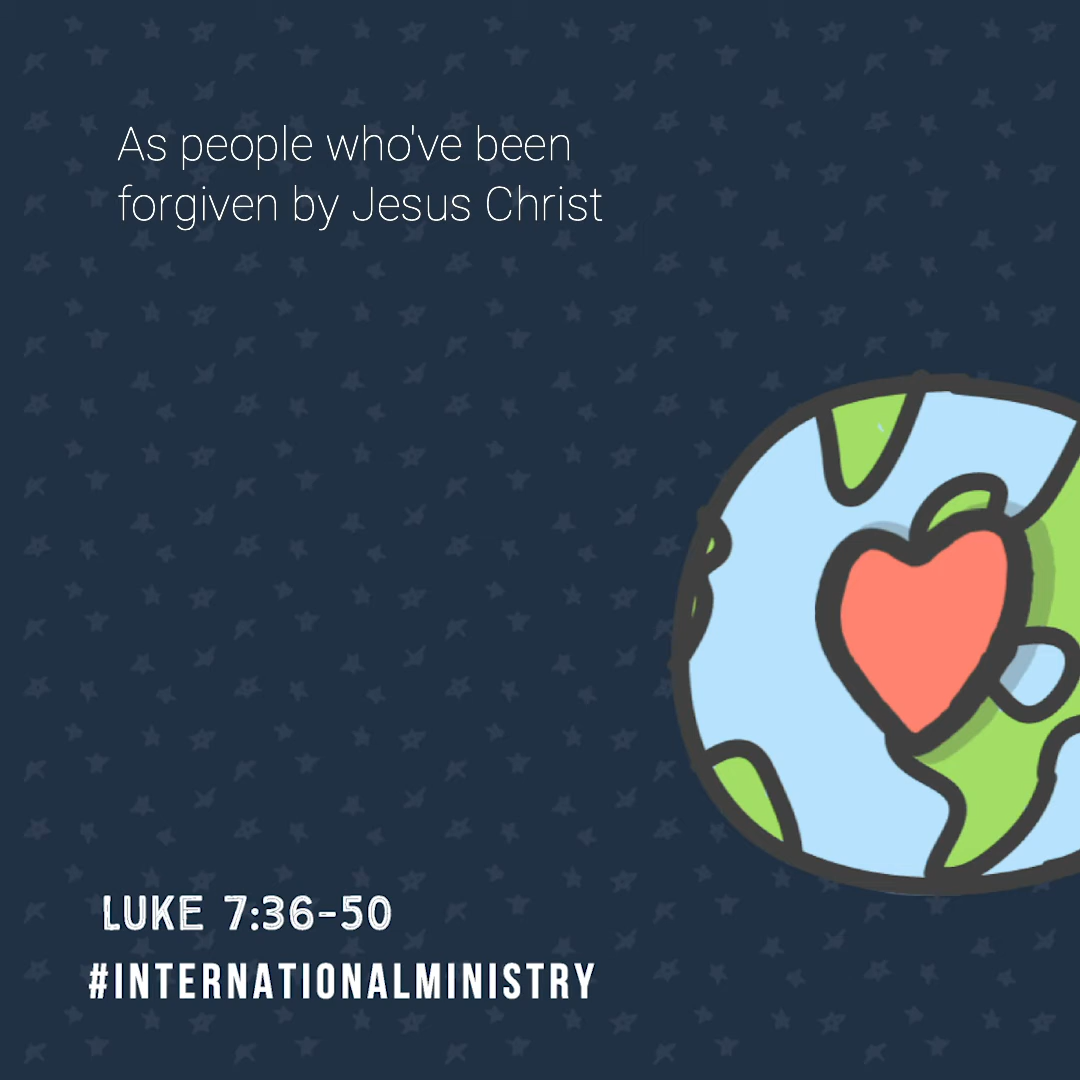 As people who've been
forgiven by Jesus Christ
LUKE 7:36-50
#INTERNATIONALMINISTRY